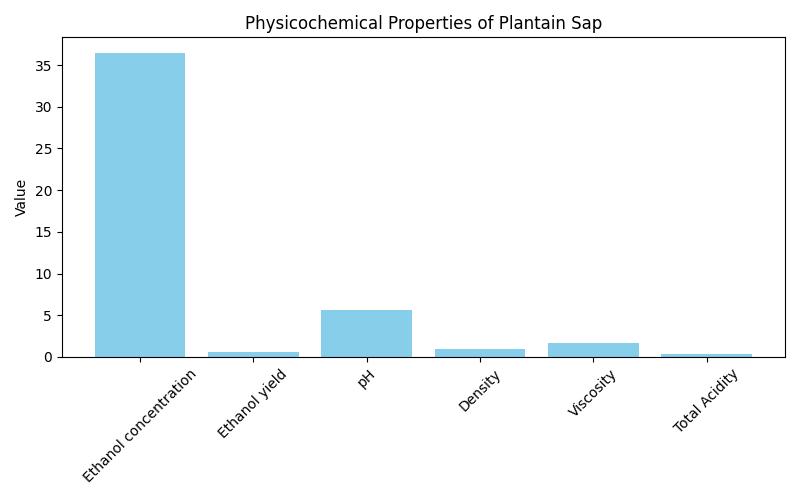 Physicochemical Properties of Plantain Sap
Value
35
30
25
20
15
10
5
0
Ethanol concentration
Ethanol yield
pH
Density
Viscosity
Total Acidity